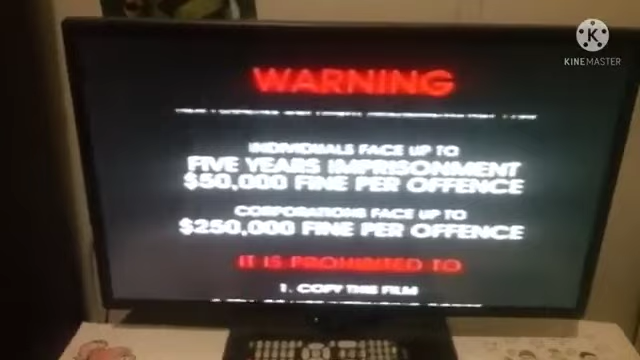 KINEMASTER
WARNING
INDIVIDUALS FACE UP TO
FIVE YEARS IMPRISONMENT
$50,000 FINE PER OFFENCE
CORPORATIONS FACE UP TO
$250,000 FINE PER OFFENCE
IT IS PROHIBITED TO
1. COPY THIS FILM